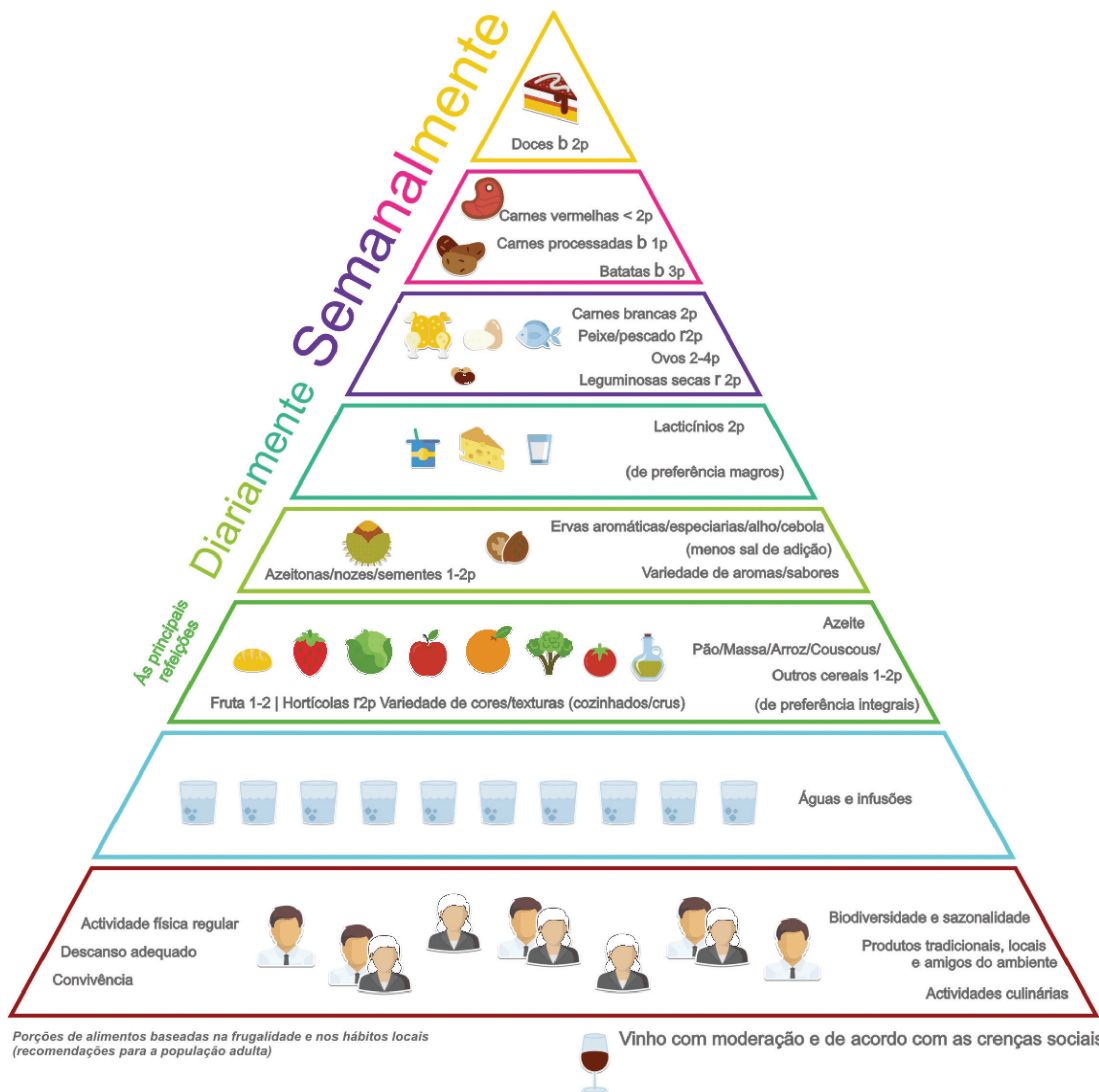 Semanalmente
Doces b 2p
Carnes vermelhas < 2p
Carnes processadas b 1p
Batatas b 3p
Carnes brancas 2p
Peixe/pescado r2p
Ovos 2-4p
Leguminosas secas r 2p
Diariamente
Lacticínios 2p
(de preferência magros)
Ervas aromáticas/especiarias/alho/cebola
(menos sal de adição)
Azeitonas/nozes/sementes 1-2p
Variedade de aromas/sabores
Ás principais
refeições
Azeite
Pão/Massa/Arroz/Couscous/
Outros cereais 1-2p
Fruta 1-2 | Hortícolas r2p Variedade de cores/texturas (cozinhados/crus)
(de preferência integrais)
Águas e infusões
Actividade física regular
Descanso adequado
Convivência
Biodiversidade e sazonalidade
Produtos tradicionais, locais
e amigos do ambiente
Actividades culinárias
Porções de alimentos baseadas na frugalidade e nos hábitos locais
(recomendações para a população adulta)
Vinho com moderação e de acordo com as crenças sociais